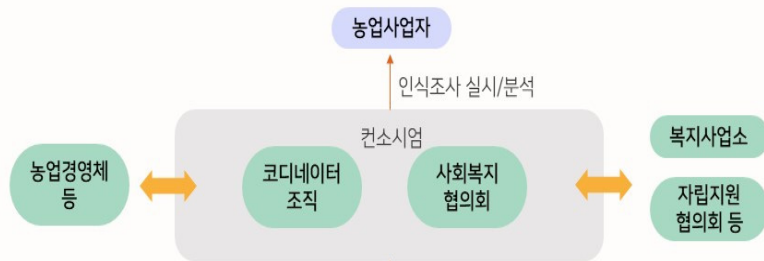 농업사업자
인식조사 실시/분석
컨소시엄
농업경영체
등
코디네이터
조직
사회복지
협의회
복지사업소
자립지원
협의회 등